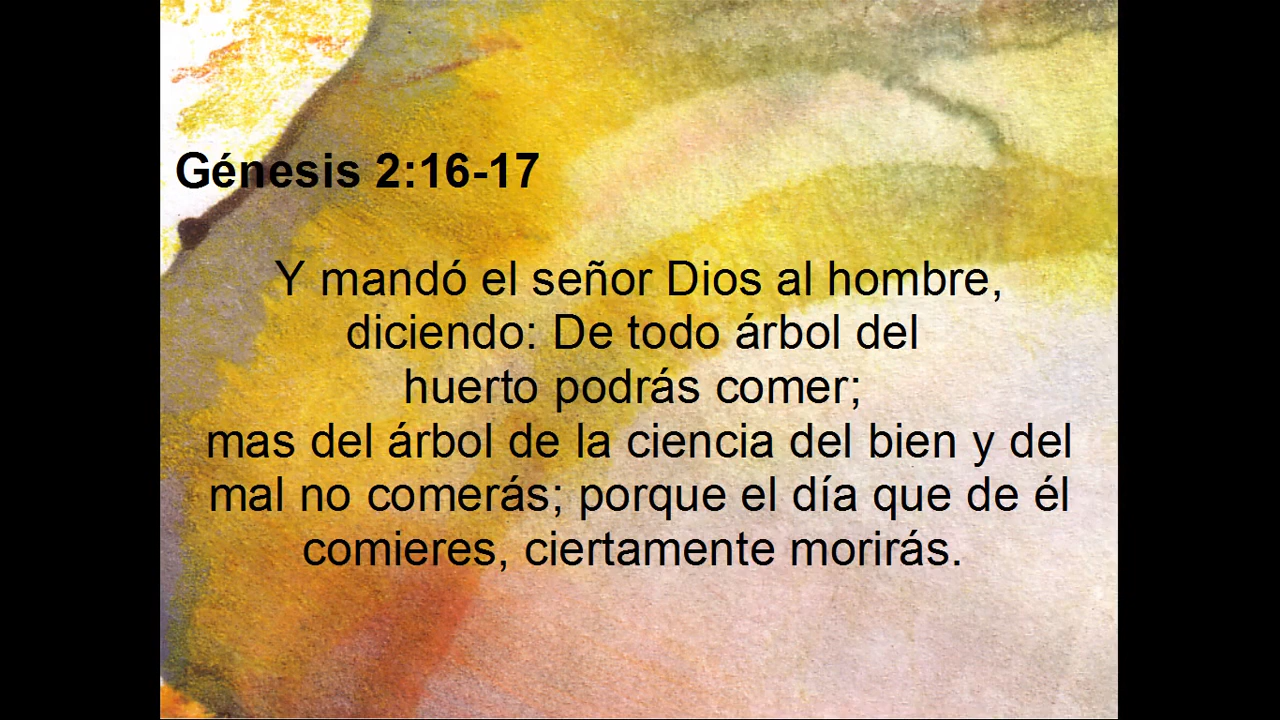 Génesis 2:16-17
Y mandó el señor Dios al hombre,
diciendo: De todo árbol del
huerto podrás comer;
mas del árbol de la ciencia del bien y del
mal no comerás; porque el día que de él
comieres, ciertamente morirás.